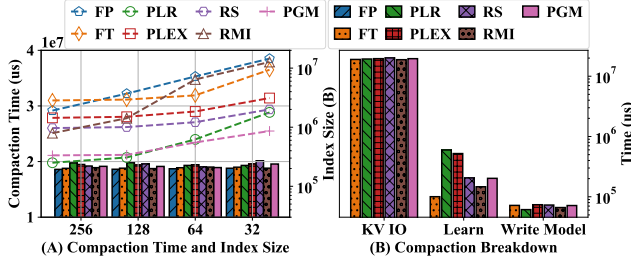 FP PLR RS PGM
FT PLEX RMI
FP PLR RS PGM
FT PLEX RMI
1e7
4
3
2
1
Compaction Time (us)
10^7
10^6
10^5
Index Size (B)
256 128 64 32
(A) Compaction Time and Index Size
10^7
10^6
10^5
Time (us)
KV IO Learn Write Model
(B) Compaction Breakdown